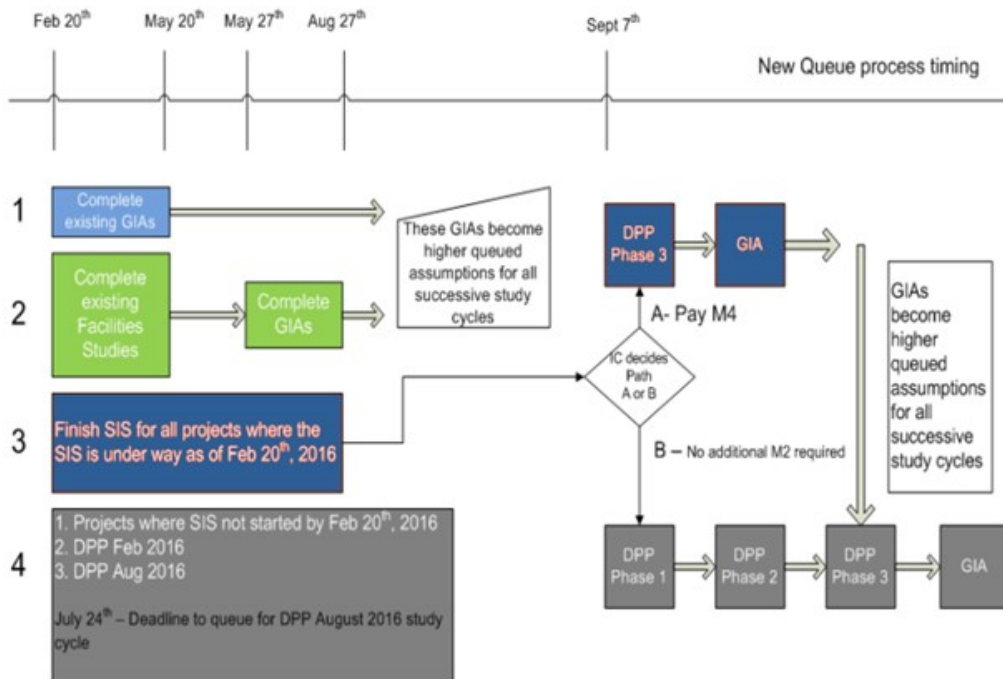 Feb 20th
May 20th
May 27th
Aug 27th
Sept 7th
New Queue process timing
1
Complete
existing GIAs
These GIAs become
higher queued
assumptions for all
successive study
cycles
2
Complete
existing
Facilities
Studies
Complete
GIAs
DPP
Phase 3
GIA
A- Pay M4
IC decides
Path
A or B
GIAs
become
higher
queued
assumptions
for all
successive
study cycles
3
Finish SIS for all projects where the
SIS is under way as of Feb 20th, 2016
B – No additional M2 required
4
1. Projects where SIS not started by Feb 20th, 2016
2. DPP Feb 2016
3. DPP Aug 2016
July 24th – Deadline to queue for DPP August 2016 study
cycle
DPP
Phase 1
DPP
Phase 2
DPP
Phase 3
GIA